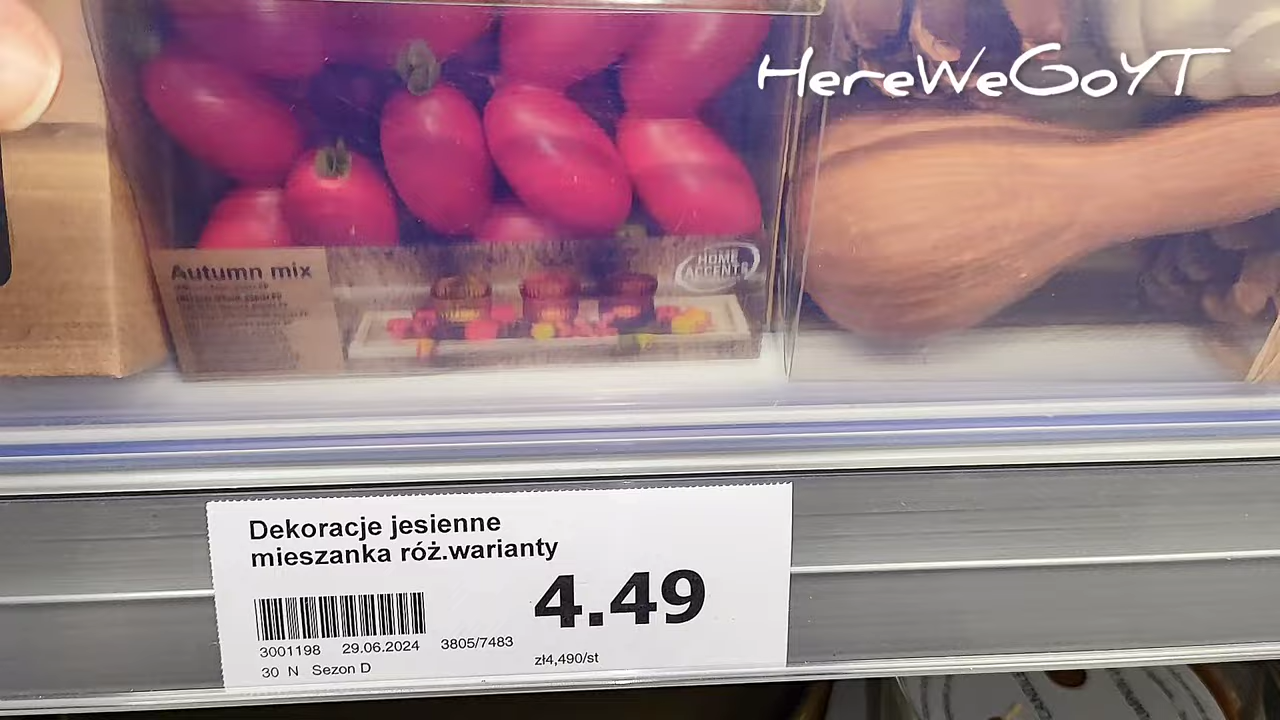 HereWeGoYT
Autumn mix
HOME
ACCENTS
Dekoracje jesienne
mieszanka róż.warianty
4.49
3001198 29.06.2024 3805/7483
zł4,490/st
30 N Sezon D